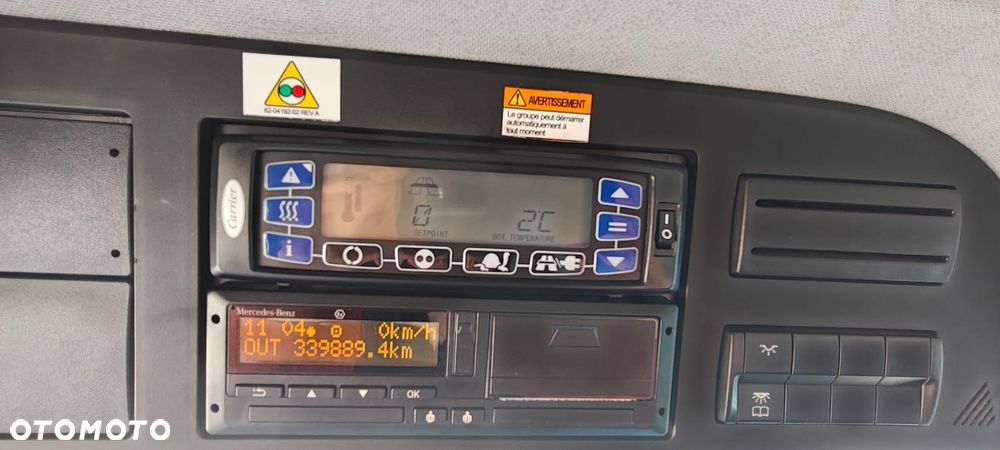 62-04192-02 REV A
AVERTISSEMENT
Le groupe peut démarrer
automatiquement à
tout moment
Carrier
0
2°C
SETPOINT
BOX TEMPERATURE
Mercedes-Benz
11 04 0km/h
OUT 339889.4km
OK
OTOMOTO